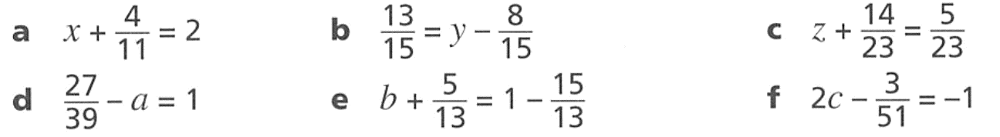 a x + 4/11 = 2 b 13/15 = y − 8/15 c z + 14/23 = 5/23
d 27/39 − a = 1 e b + 5/13 = 1 − 15/13 f 2c − 3/51 = −1